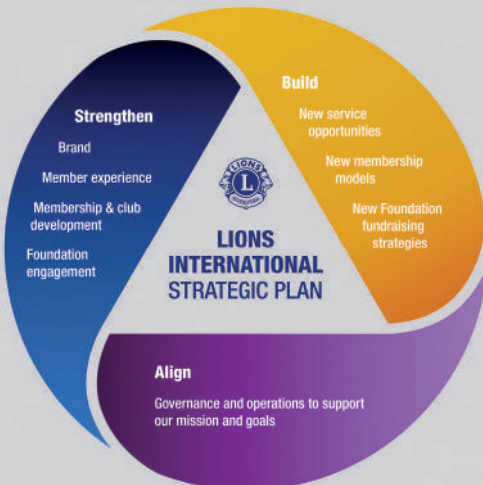 Strengthen
Brand
Member experience
Membership & club
development
Foundation
engagement
Build
New service
opportunities
New membership
models
New Foundation
fundraising
strategies
LIONS
L
INTERNATIONAL
LIONS
INTERNATIONAL
STRATEGIC PLAN
Align
Governance and operations to support
our mission and goals